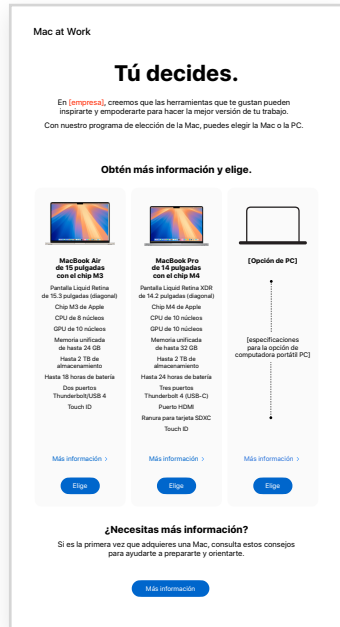 Mac at Work
Tú decides.
En [empresa], creemos que las herramientas que te gustan pueden
inspirarte y empoderarte para hacer la mejor versión de tu trabajo.
Con nuestro programa de elección de la Mac, puedes elegir la Mac o la PC.
Obtén más información y elige.
MacBook Air
de 15 pulgadas
con el chip M3
Pantalla Liquid Retina
de 15.3 pulgadas (diagonal)
Chip M3 de Apple
CPU de 8 núcleos
GPU de 10 núcleos
Memoria unificada
de hasta 24 GB
Hasta 2 TB de
almacenamiento
Hasta 18 horas de batería
Dos puertos
Thunderbolt/USB 4
Touch ID
Más información >
Elige
MacBook Pro
de 14 pulgadas
con el chip M4
Pantalla Liquid Retina XDR
de 14.2 pulgadas (diagonal)
Chip M4 de Apple
CPU de 10 núcleos
GPU de 10 núcleos
Memoria unificada
de hasta 32 GB
Hasta 2 TB de
almacenamiento
Hasta 24 horas de batería
Tres puertos
Thunderbolt 4 (USB-C)
Puerto HDMI
Ranura para tarjeta SDXC
Touch ID
Más información >
Elige
[Opción de PC]
[especificaciones
para la opción de
computadora portátil PC]
Más información >
Elige
¿Necesitas más información?
Si es la primera vez que adquieres una Mac, consulta estos consejos
para ayudarte a prepararte y orientarte.
Más información